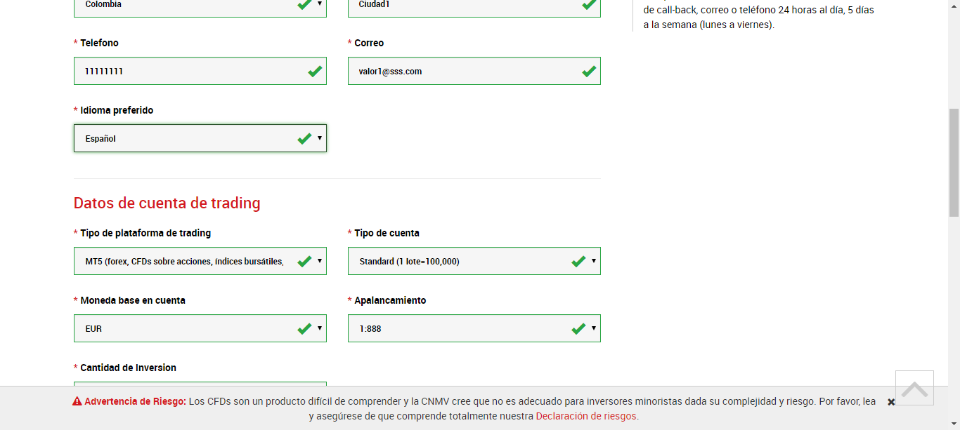 Colombia
Ciudad1
de call-back, correo o teléfono 24 horas al día, 5 días
a la semana (lunes a viernes).
* Telefono
* Correo
11111111
valor1@sss.com
* Idioma preferido
Español
Datos de cuenta de trading
* Tipo de plataforma de trading
* Tipo de cuenta
MT5 (forex, CFDs sobre acciones, índices bursátiles,
Standard (1 lote=100,000)
* Moneda base en cuenta
* Apalancamiento
EUR
1:888
* Cantidad de Inversion
Advertencia de Riesgo: Los CFDs son un producto difícil de comprender y la CNMV cree que no es adecuado para inversores minoristas dada su complejidad y riesgo. Por favor, lea
y asegúrese de que comprende totalmente nuestra Declaración de riesgos.